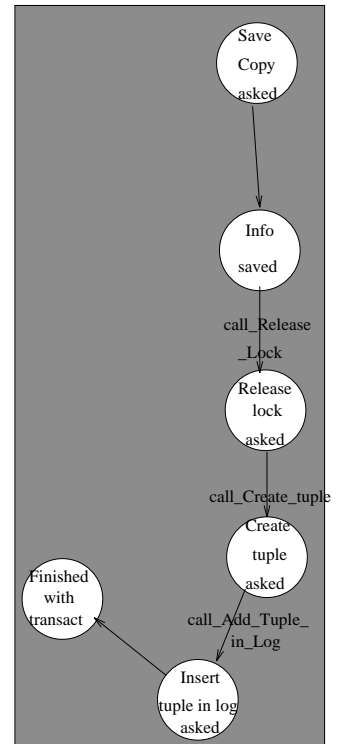 Save
Copy
asked
Info
saved
call_Release
_Lock
Release
lock
asked
call_Create_tuple
Create
tuple
asked
Finished
with
transact
call_Add_Tuple_
in_Log
Insert
tuple in log
asked